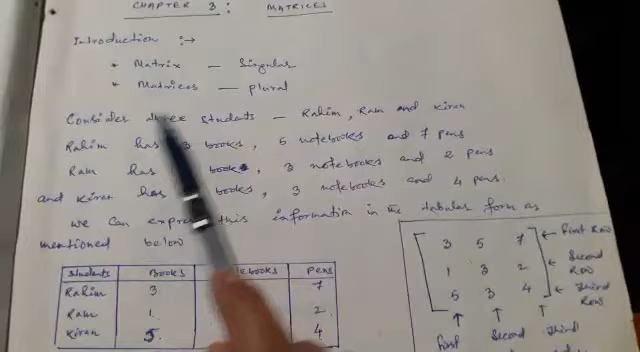 CHAPTER 3 : MATRICES
Introduction :→
* Matrix — Singular
* Matrices — plural
Consider three students — Rahim, Ram and Kiran
Rahim has 3 books, 5 notebooks and 7 pens
Ram has book, 3 notebooks and 2 pens
and Kiran has books, 3 notebooks and 4 pens.
We can express this information in the tabular form as
mentioned below
Students Books Notebooks Pens
Rahim 3 7
Ram 1 2
Kiran 5 4
3 5 7 ← First Row
1 3 2 ← Second Row
5 3 4 ← Third Row
↑ ↑ ↑
First Second Third